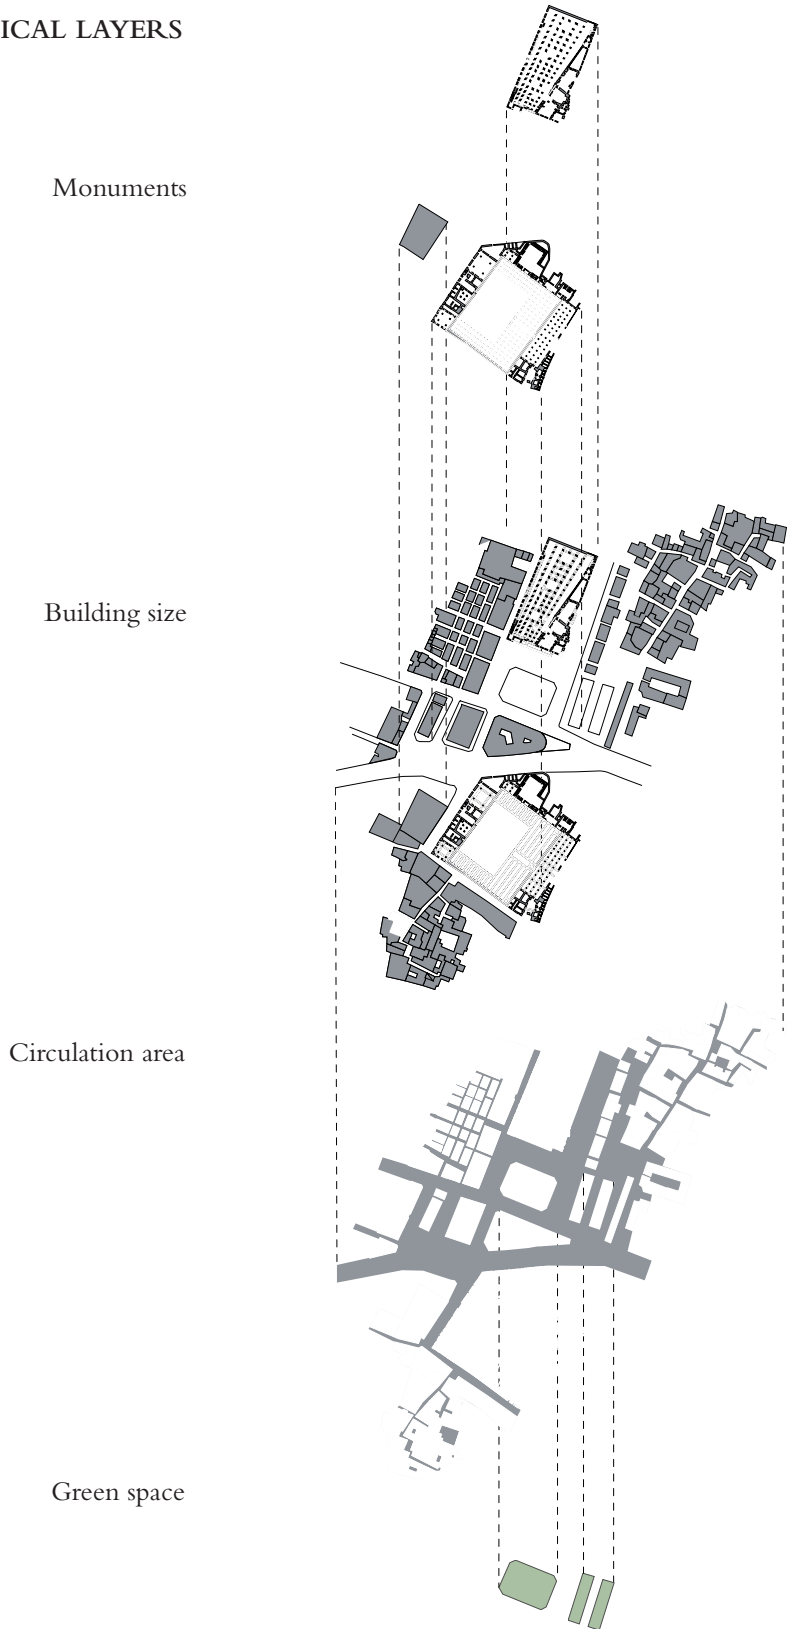 ICAL LAYERS
Monuments
Building size
Circulation area
Green space